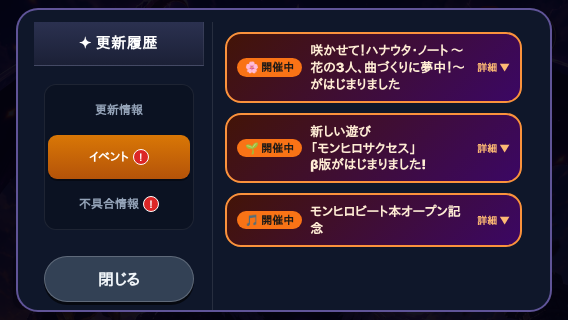 ✦ 更新履歴
更新情報
イベント !
不具合情報 !
閉じる
🌸 開催中
咲かせて!ハナウタ・ノート ～
花の3人、曲づくりに夢中!～
がはじまりました
詳細 ▼
🌱 開催中
新しい遊び
「モンヒロサクセス」
β版がはじまりました!
詳細 ▼
🎵 開催中
モンヒロビート本オープン記
念
詳細 ▼